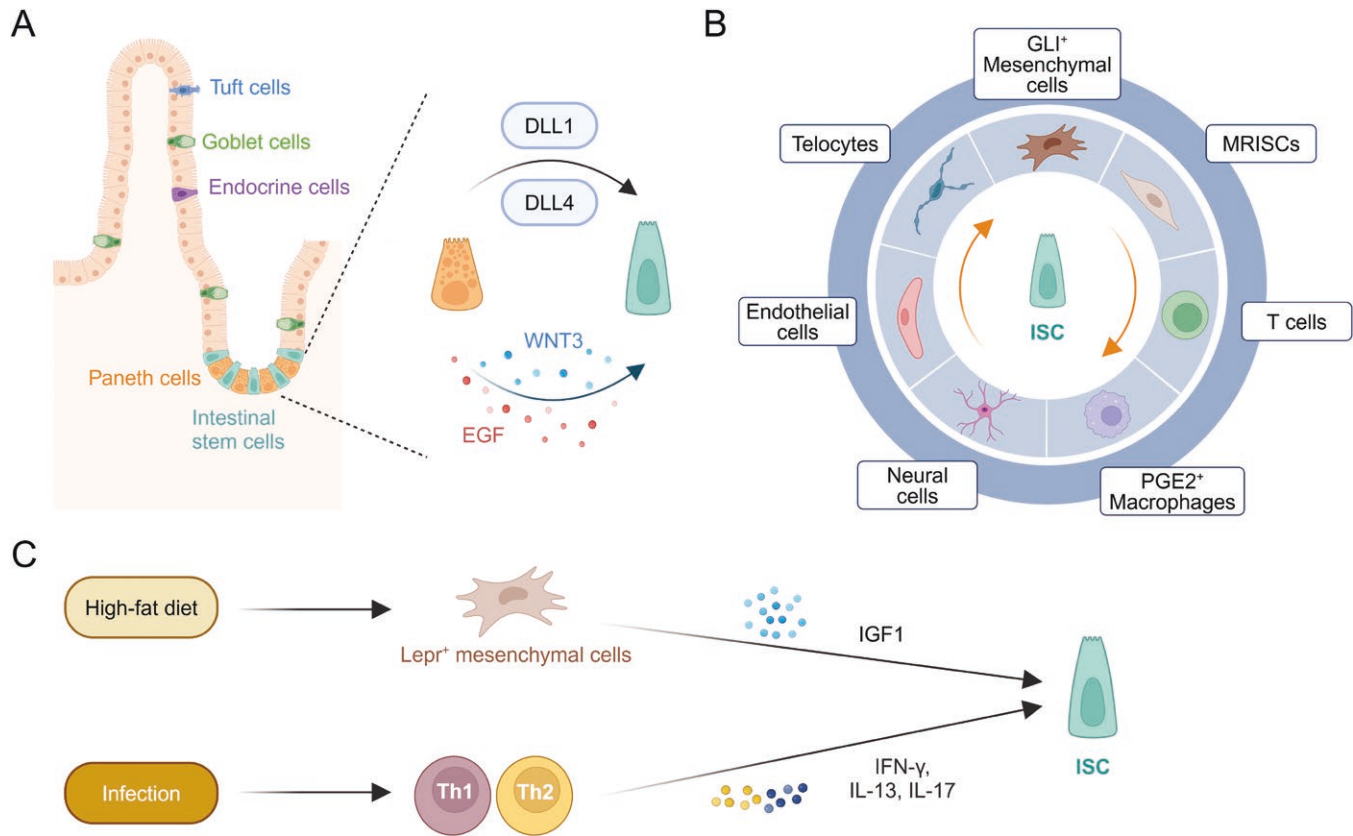 A
Tuft cells
Goblet cells
Endocrine cells
Paneth cells
Intestinal
stem cells
DLL1
DLL4
WNT3
EGF
B
GLI⁺
Mesenchymal
cells
Telocytes
MRISCs
Endothelial
cells
ISC
T cells
Neural
cells
PGE2⁺
Macrophages
C
High-fat diet
Lepr⁺ mesenchymal cells
IGF1
Infection
Th1
Th2
IFN-γ,
IL-13, IL-17
ISC